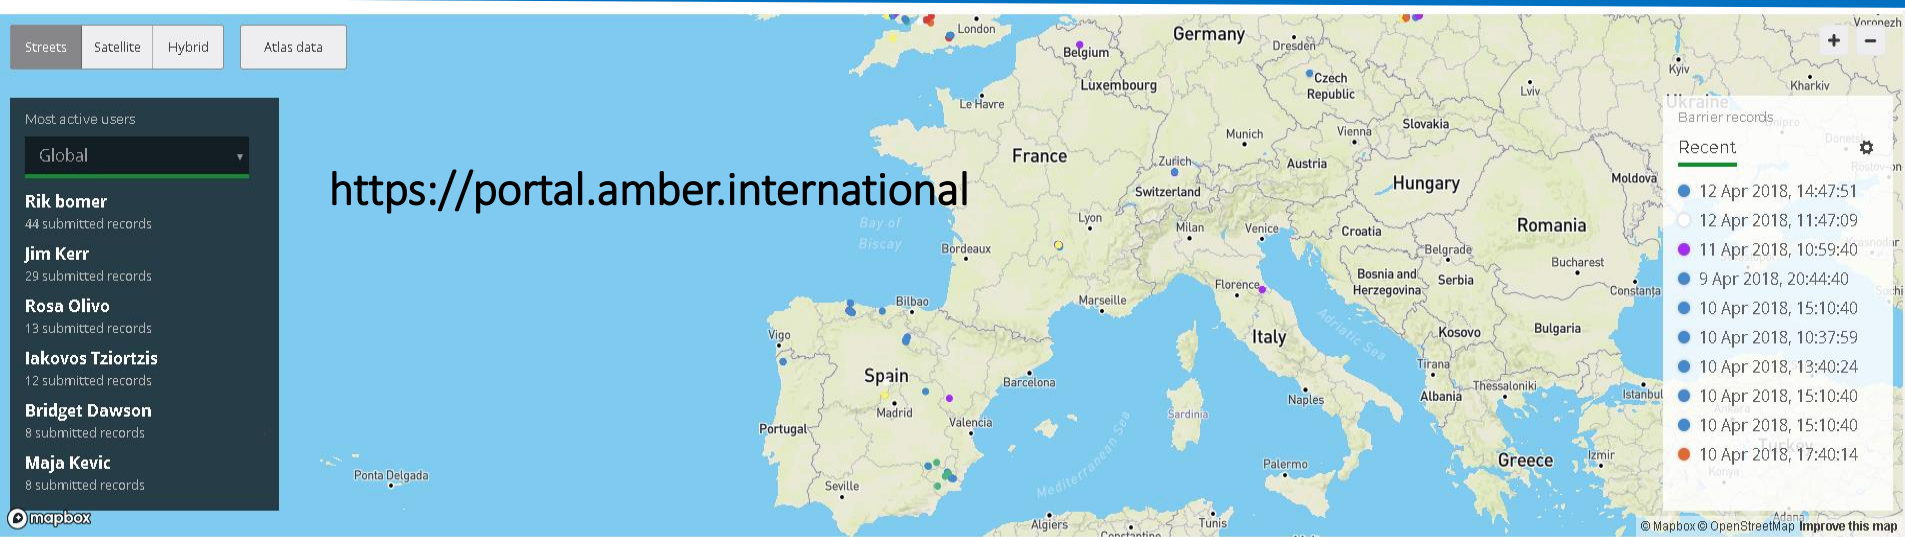 Streets
Satellite
Hybrid
Atlas data
Most active users
Global
Rik bomer
44 submitted records
Jim Kerr
29 submitted records
Rosa Olivo
13 submitted records
Iakovos Tziortzis
12 submitted records
Bridget Dawson
8 submitted records
Maja Kevic
8 submitted records
mapbox
https://portal.amber.international
London
Belgium
Germany
Dresden
Luxembourg
Czech
Republic
Le Havre
Lviv
Kyiv
Kharkiv
Voronezh
France
Munich
Vienna
Slovakia
Zurich
Austria
Switzerland
Hungary
Moldova
Bay of
Biscay
Lyon
Milan
Venice
Croatia
Romania
Bordeaux
Belgrade
Bosnia and
Herzegovina
Serbia
Bucharest
Constanta
Florence
Marseille
Bilbao
Vigo
Adriatic Sea
Italy
Kosovo
Bulgaria
Spain
Barcelona
Tirana
Thessaloniki
Istanbul
Madrid
Sardinia
Naples
Albania
Portugal
Valencia
Mediterranean Sea
Palermo
Greece
Izmir
Ponta Delgada
Seville
Algiers
Constantine
Tunis
+
−
Ukraine
Barrier records
Dnipro
Recent
Rostov-on
12 Apr 2018, 14:47:51
12 Apr 2018, 11:47:09
11 Apr 2018, 10:59:40
9 Apr 2018, 20:44:40
10 Apr 2018, 15:10:40
10 Apr 2018, 10:37:59
10 Apr 2018, 13:40:24
10 Apr 2018, 15:10:40
10 Apr 2018, 15:10:40
10 Apr 2018, 17:40:14
Ankara
Turkey
Konya
Adana
© Mapbox © OpenStreetMap Improve this map